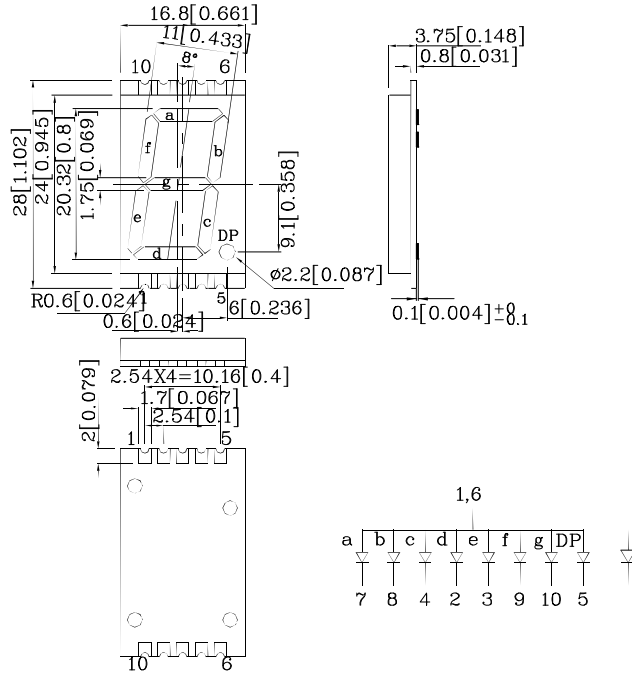 16.8[0.661]
11[0.433]
8°
10 6
3.75[0.148]
0.8[0.031]
28[1.102]
24[0.945]
20.32[0.8]
1.75[0.069]
a
f
b
g
e
c
d
DP
9.1[0.358]
ø2.2[0.087]
R0.6[0.024]
5
6[0.236]
0.6[0.024]
0.1[0.004]+0 -0.1
2.54X4=10.16[0.4]
1.7[0.067]
2.54[0.1]
2[0.079]
1 5
10 6
1,6
a b c d e f g DP
7 8 4 2 3 9 10 5